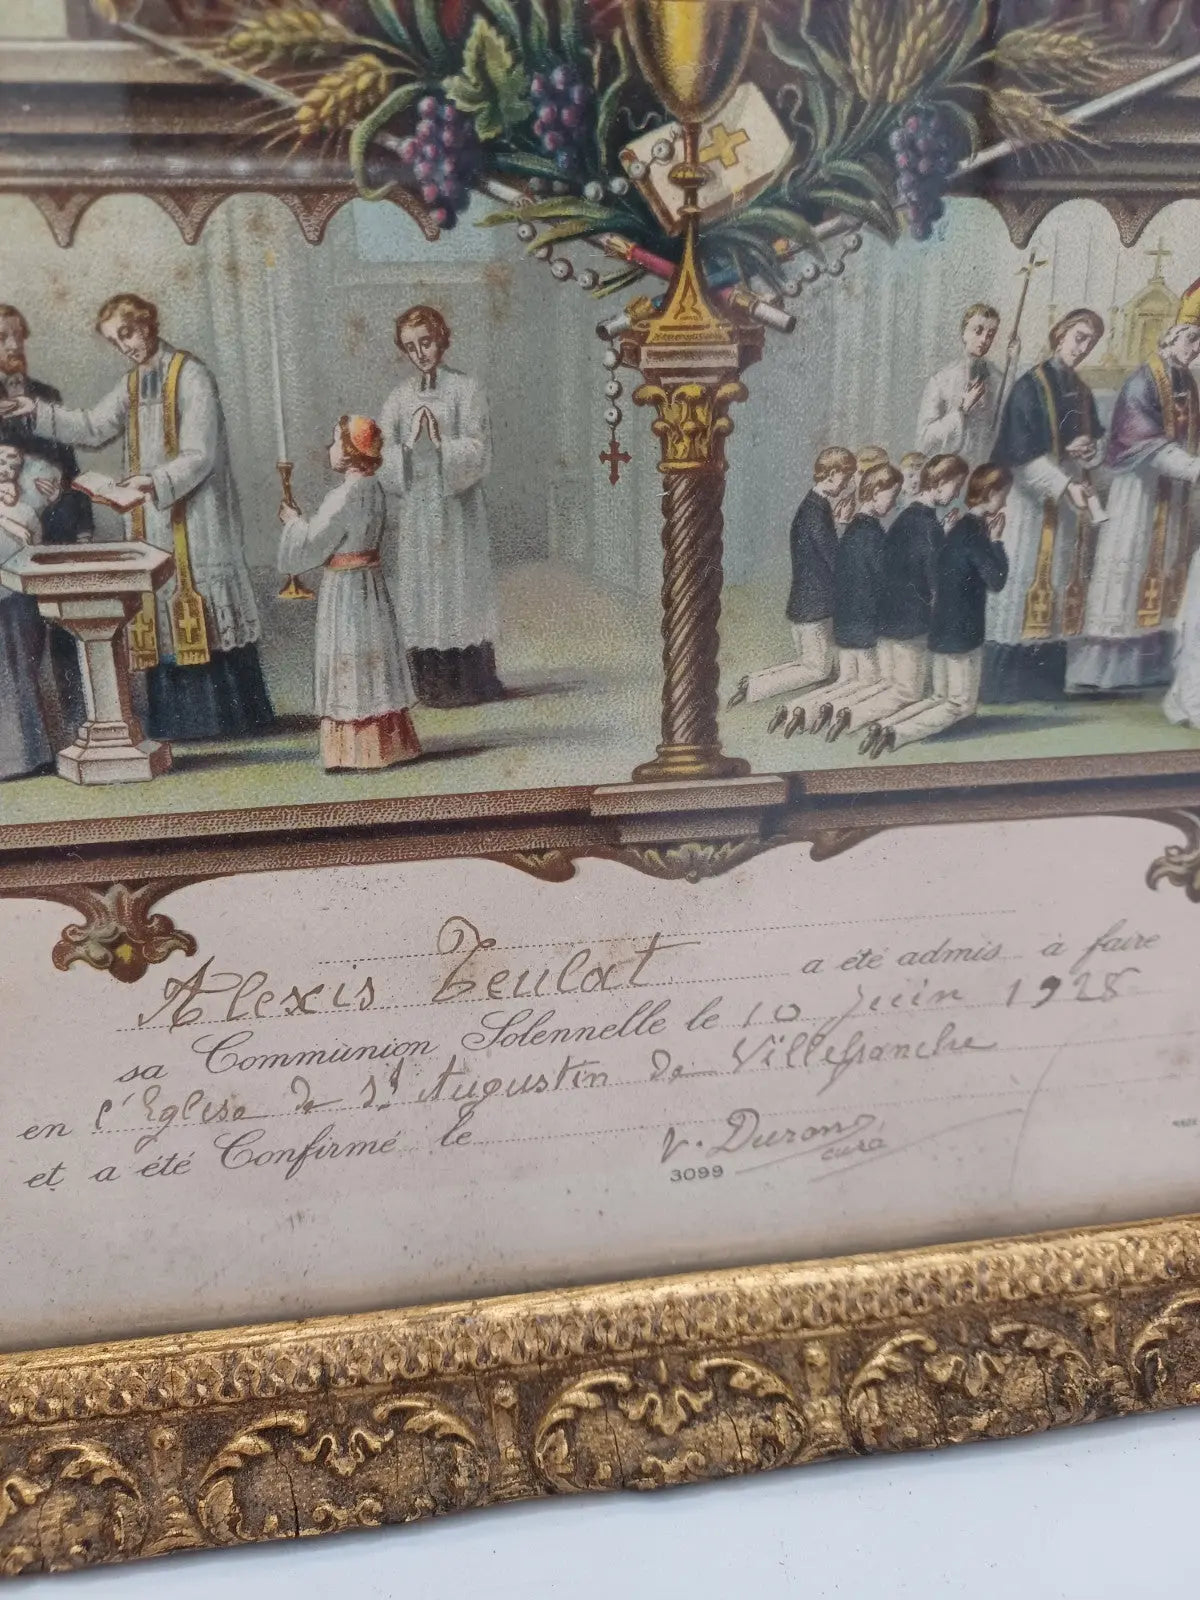 Alexis Teulat a été admis à faire
sa Communion Solennelle le 10 Juin 1928
en l'Eglise de St Augustin de Villefranche
et a été Confirmé le
V. Durand
curé
3099